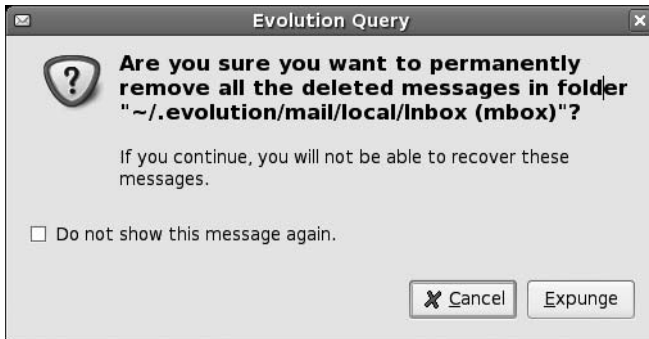 Evolution Query
Are you sure you want to permanently
remove all the deleted messages in folder
"~/.evolution/mail/local/Inbox (mbox)"?
If you continue, you will not be able to recover these
messages.
Do not show this message again.
Cancel
Expunge